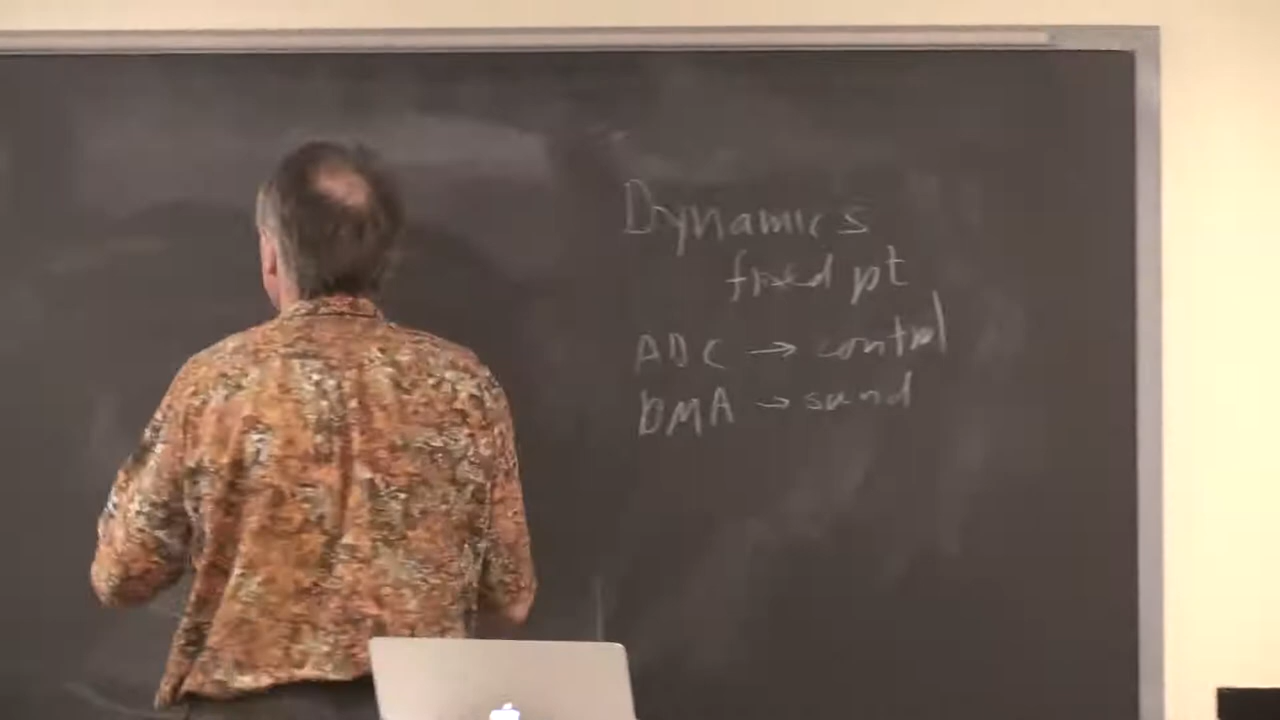 Dynamics
fixed pt
ADC → control
DMA → sound